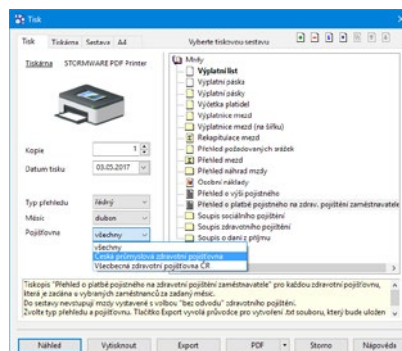 Tisk
Tisk Tiskárna Sestava A4 Vyberte tiskovou sestavu
Tiskárna STORMWARE PDF Printer
Kopie 1
Datum tisku 03.05.2017
Typ přehledu řádný
Měsíc duben
Pojišťovna všechny
všechny
Česká průmyslová zdravotní pojišťovna
Všeobecná zdravotní pojišťovna ČR
Mzdy
Výplatní list
Výplatní páska
Výplatní pásky
Výčetka platidel
Výplatnice mezd
Výplatnice mezd (na šířku)
Rekapitulace mezd
Přehled požadovaných srážek
Přehled mezd
Přehled náhrad mzdy
Osobní náklady
Přehled o výši pojistného
Přehled o platbě pojistného na zdrav. pojištění zaměstnavatele
Soupis sociálního pojištění
Soupis zdravotního pojištění
Soupis o dani z příjmu
Tiskopis "Přehled o platbě pojistného na zdravotní pojištění zaměstnavatele" pro každou zdravotní pojišťovnu,
která je zadána u vybraných zaměstnanců za zadaný měsíc.
Do sestavy nevstupují mzdy vystavené s volbou "bez odvodu" zdravotního pojištění.
Zvolte typ přehledu a pojišťovnu. Tlačítko Export vyvolá průvodce pro vytvoření .txt souboru, který bude uložen
Náhled Vytisknout Export PDF Storno Nápověda